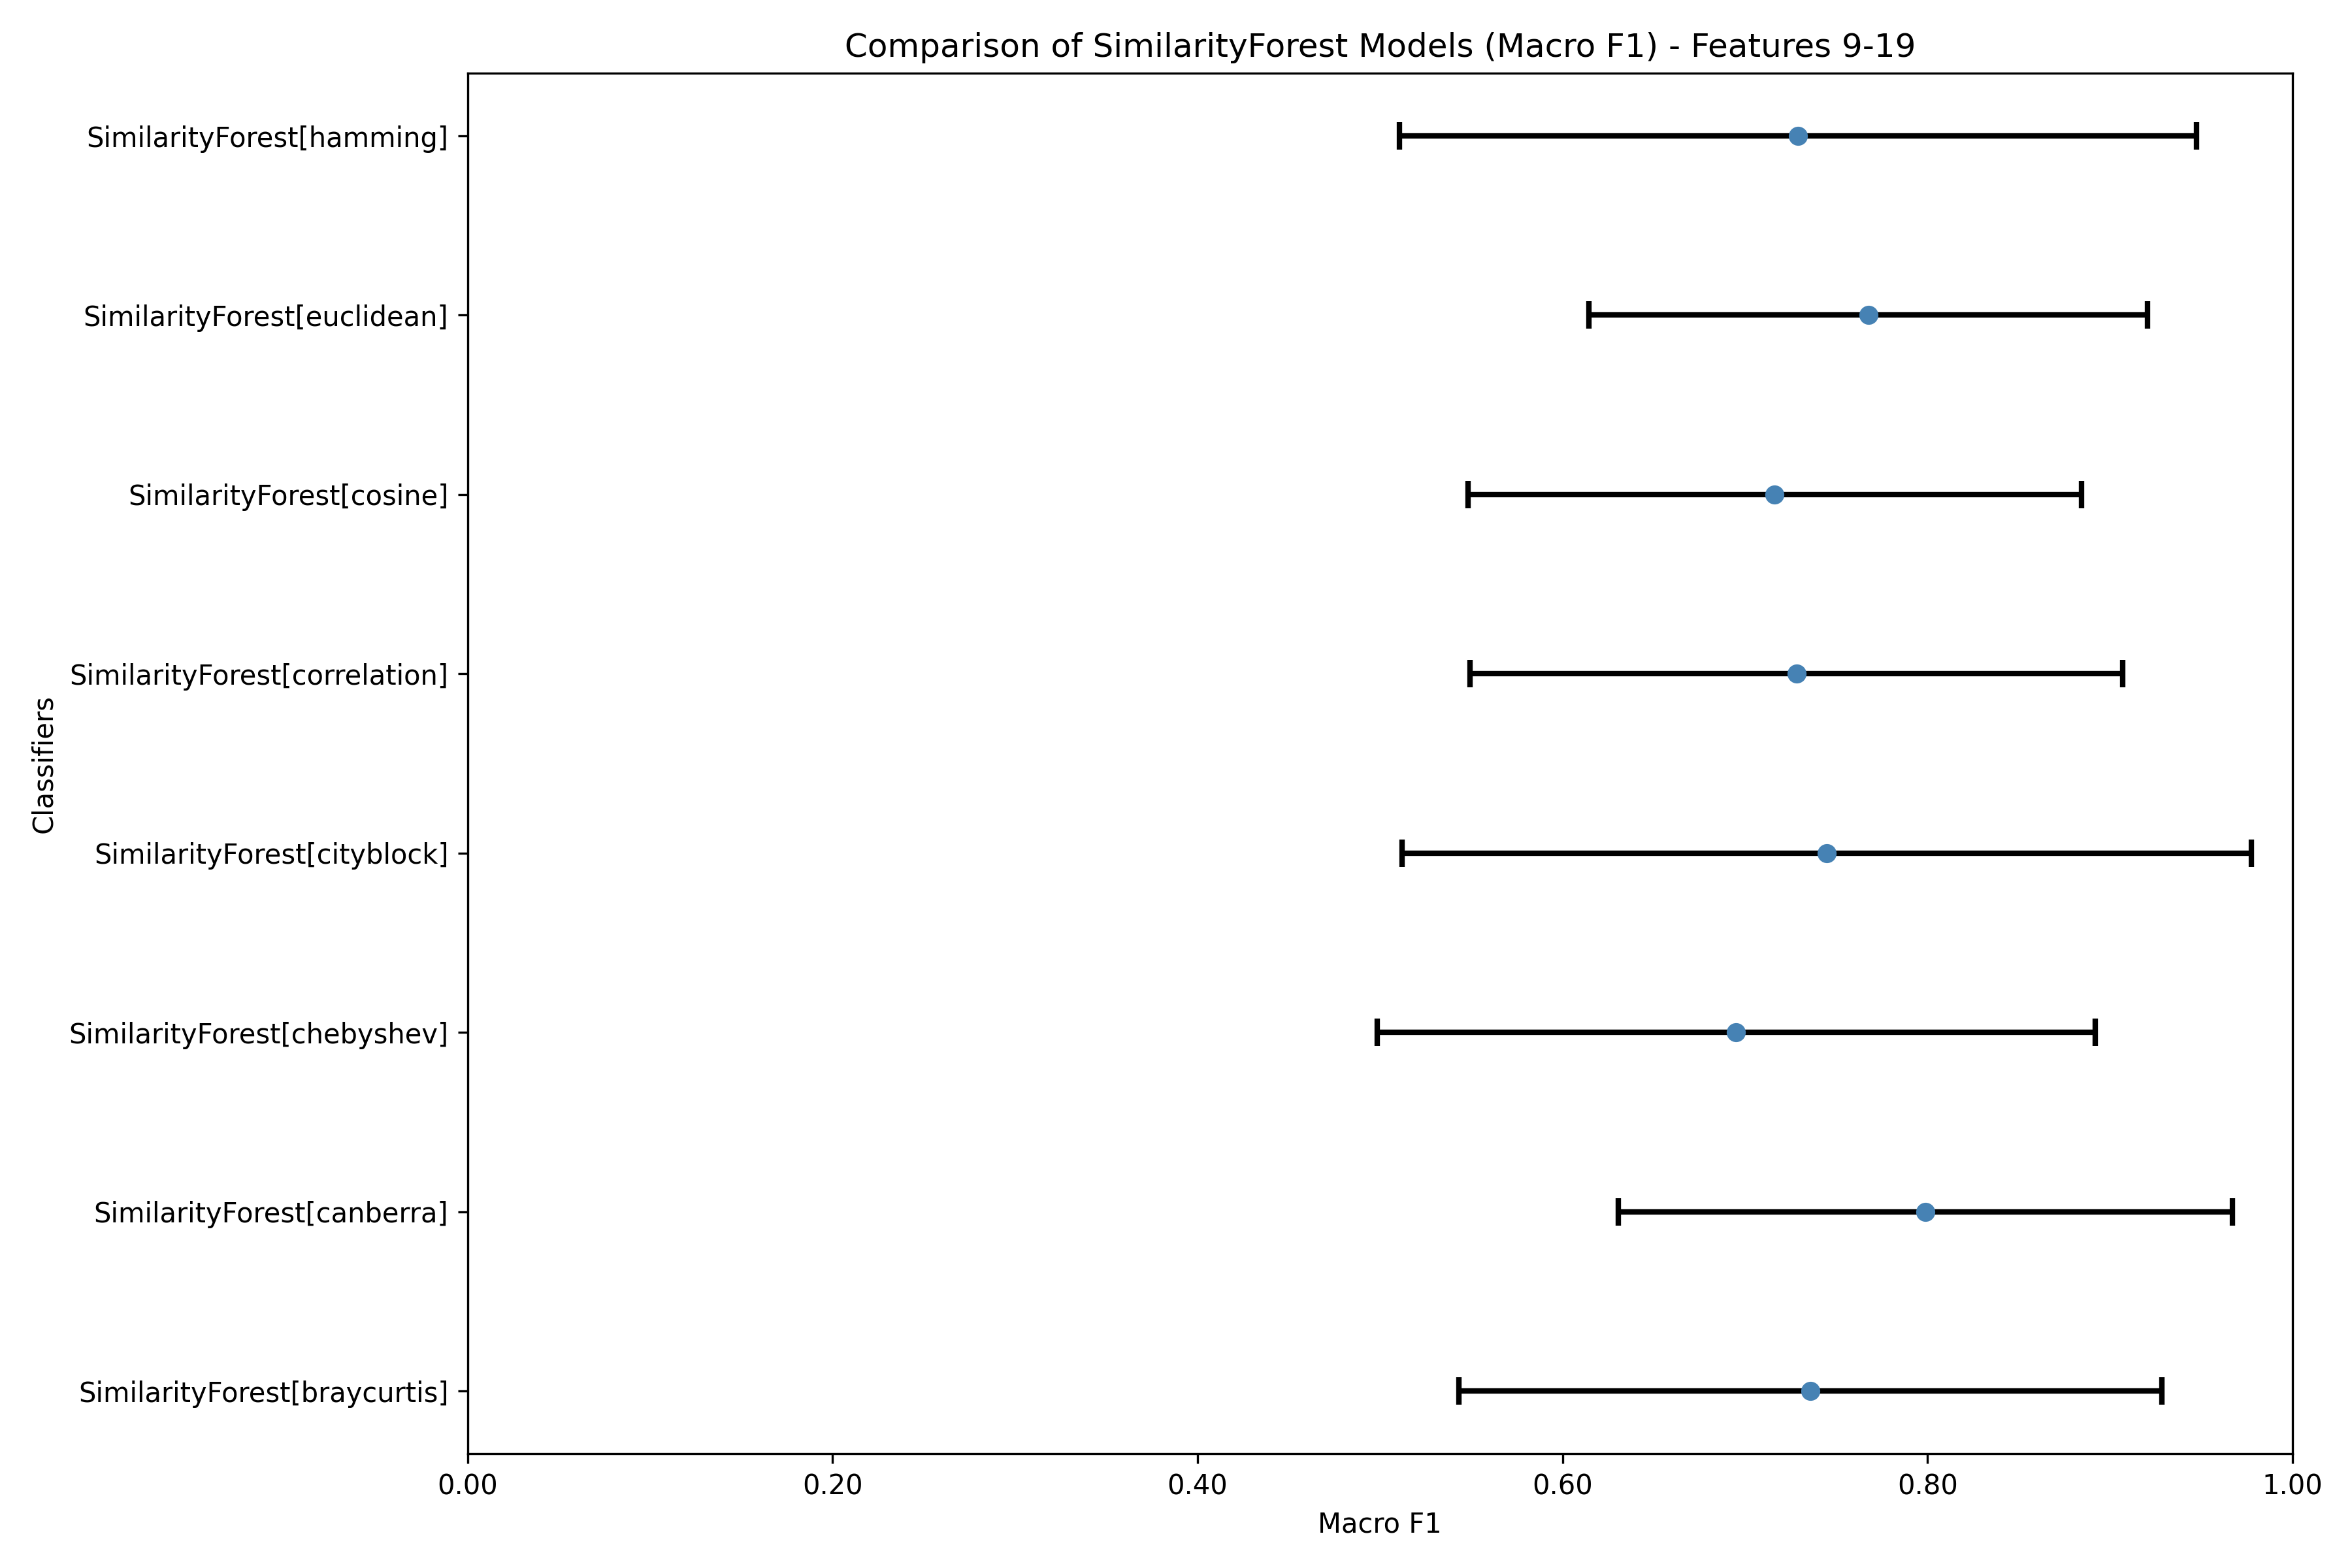 Comparison of SimilarityForest Models (Macro F1) - Features 9-19
Classifiers
SimilarityForest[hamming]
SimilarityForest[euclidean]
SimilarityForest[cosine]
SimilarityForest[correlation]
SimilarityForest[cityblock]
SimilarityForest[chebyshev]
SimilarityForest[canberra]
SimilarityForest[braycurtis]
0.00 0.20 0.40 0.60 0.80 1.00
Macro F1